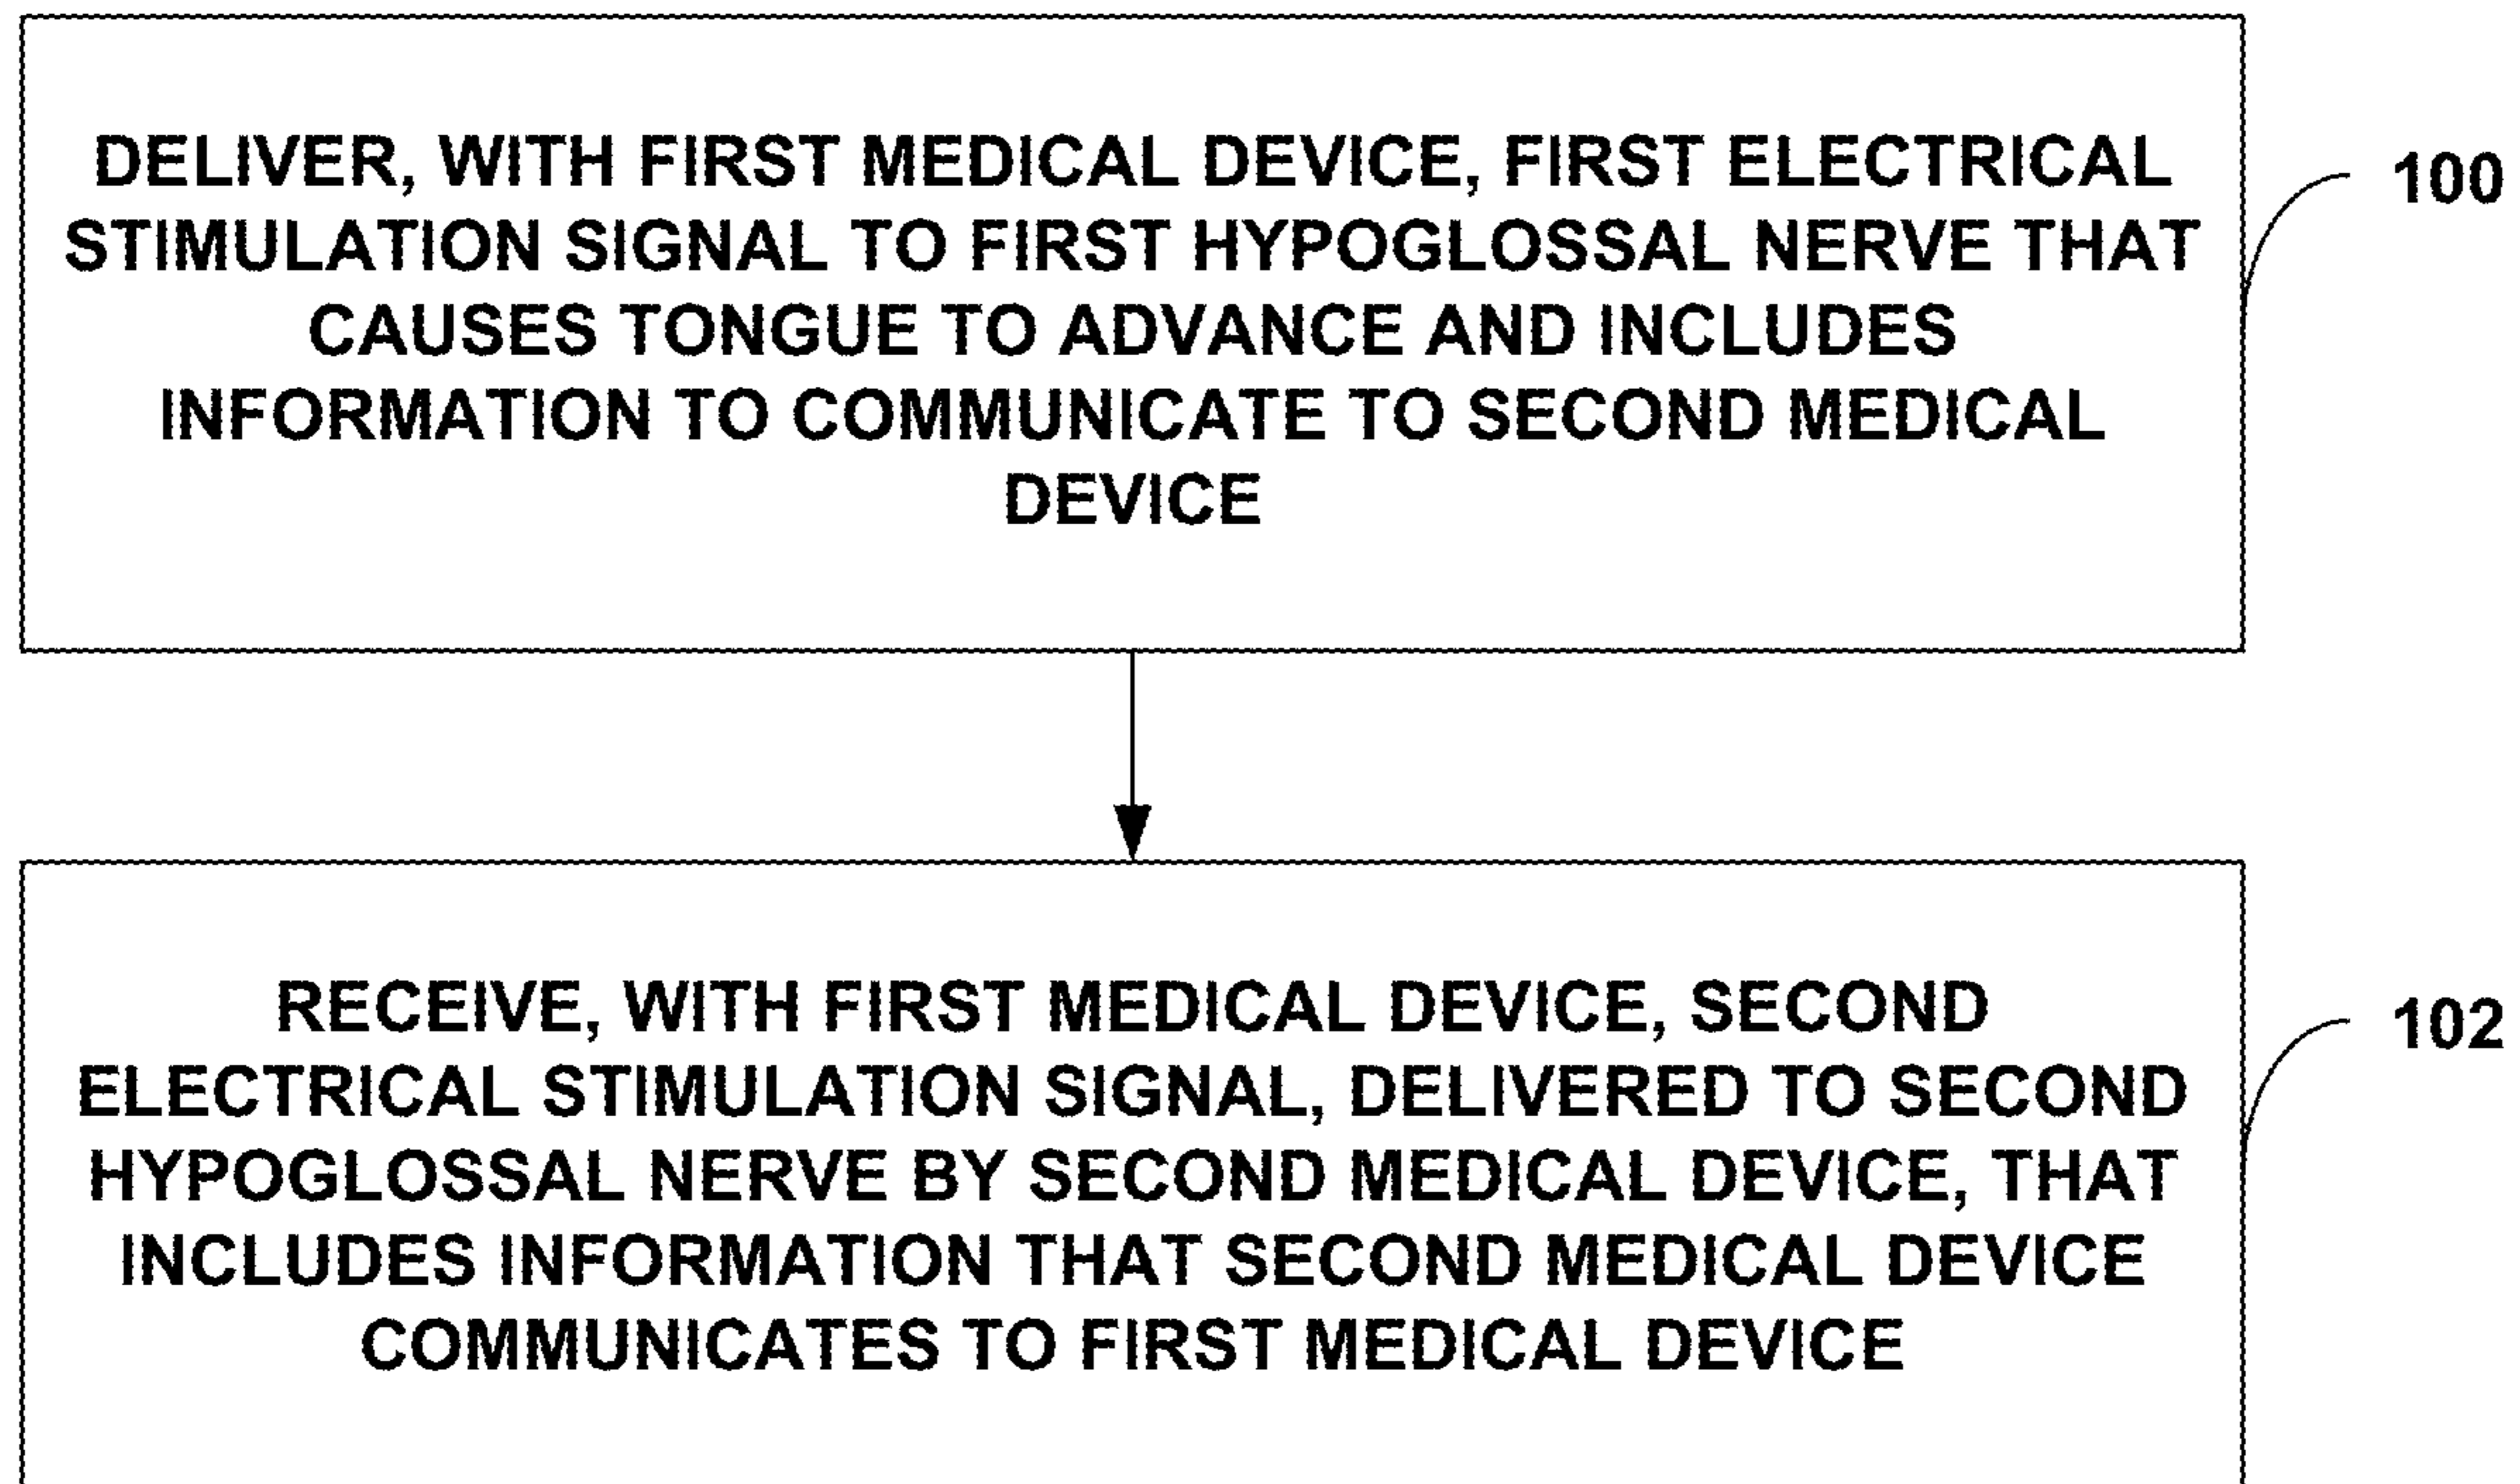 DELIVER, WITH FIRST MEDICAL DEVICE, FIRST ELECTRICAL
STIMULATION SIGNAL TO FIRST HYPOGLOSSAL NERVE THAT
CAUSES TONGUE TO ADVANCE AND INCLUDES
INFORMATION TO COMMUNICATE TO SECOND MEDICAL
DEVICE
100
RECEIVE, WITH FIRST MEDICAL DEVICE, SECOND
ELECTRICAL STIMULATION SIGNAL, DELIVERED TO SECOND
HYPOGLOSSAL NERVE BY SECOND MEDICAL DEVICE, THAT
INCLUDES INFORMATION THAT SECOND MEDICAL DEVICE
COMMUNICATES TO FIRST MEDICAL DEVICE
102